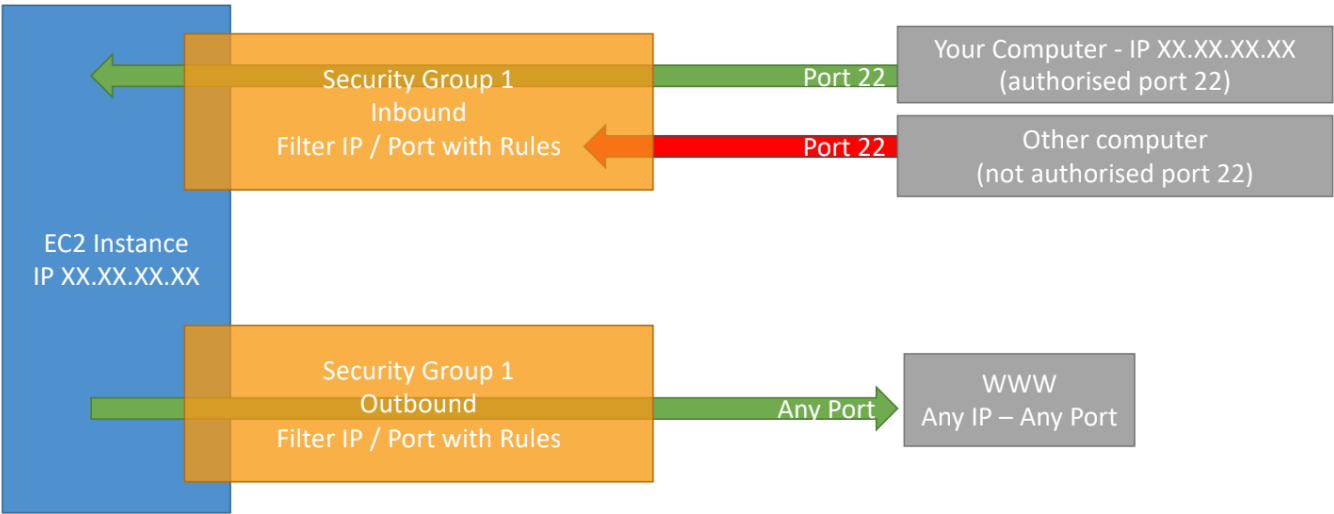 Security Group 1
Inbound
Filter IP / Port with Rules
Port 22
Your Computer - IP XX.XX.XX.XX
(authorised port 22)
Port 22
Other computer
(not authorised port 22)
EC2 Instance
IP XX.XX.XX.XX
Security Group 1
Outbound
Filter IP / Port with Rules
Any Port
WWW
Any IP – Any Port